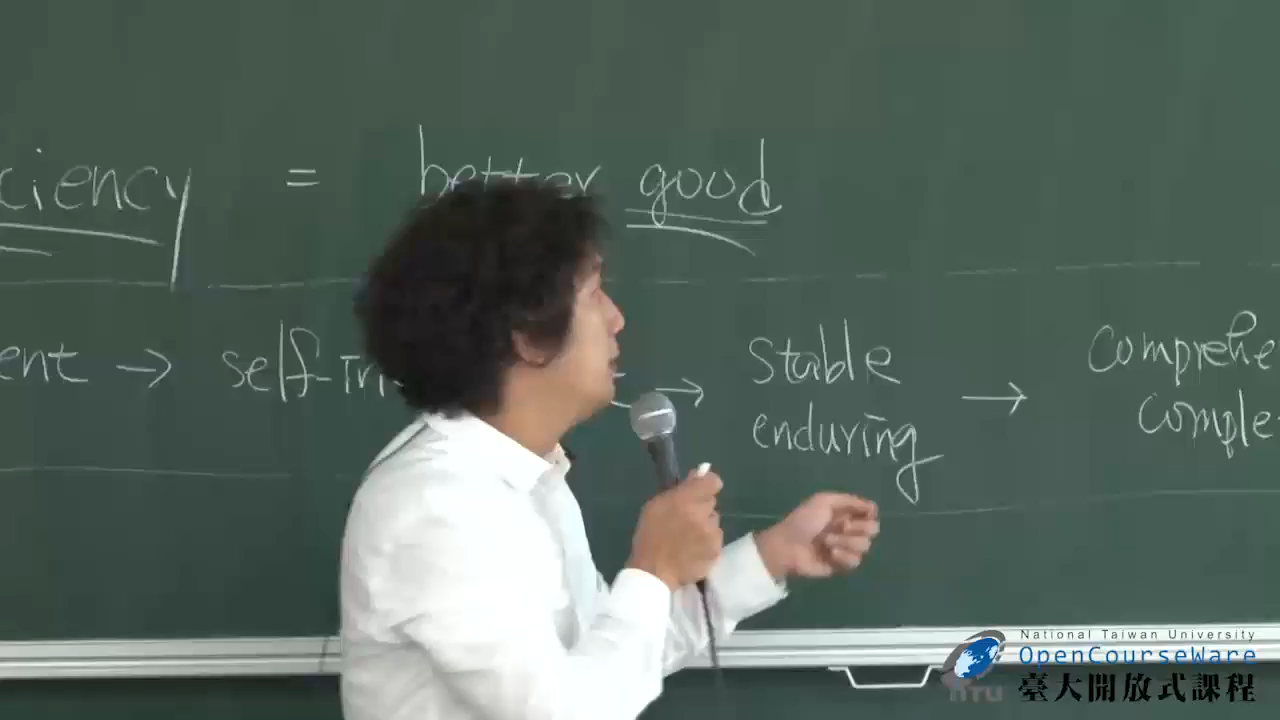 ciency = better good
ent → self-
→ stable → comprehe
enduring comple
National Taiwan University
OpenCourseWare
NTU 臺大開放式課程